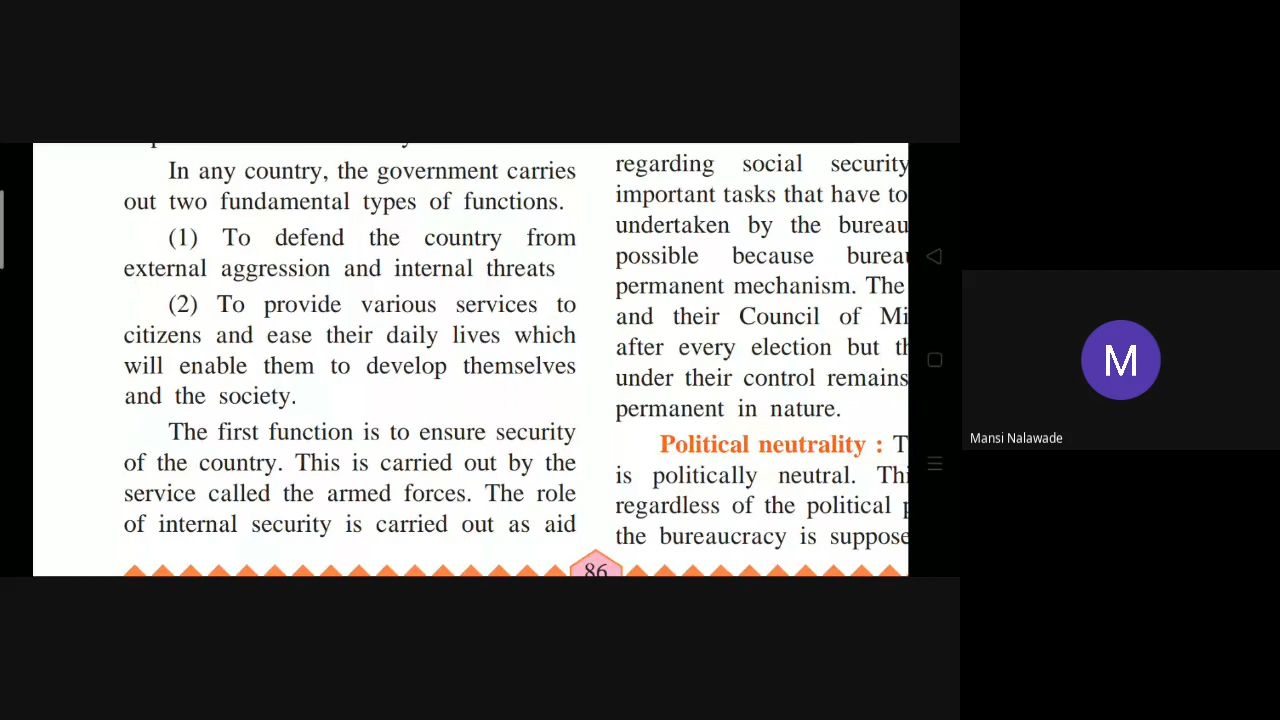 In any country, the government carries
out two fundamental types of functions.
(1) To defend the country from
external aggression and internal threats
(2) To provide various services to
citizens and ease their daily lives which
will enable them to develop themselves
and the society.
The first function is to ensure security
of the country. This is carried out by the
service called the armed forces. The role
of internal security is carried out as aid
regarding social security
important tasks that have to
undertaken by the bureau
possible because bureau
permanent mechanism. The
and their Council of Mi
after every election but th
under their control remains
permanent in nature.
Political neutrality : T
is politically neutral. Thi
regardless of the political p
the bureaucracy is suppose
86
M
Mansi Nalawade